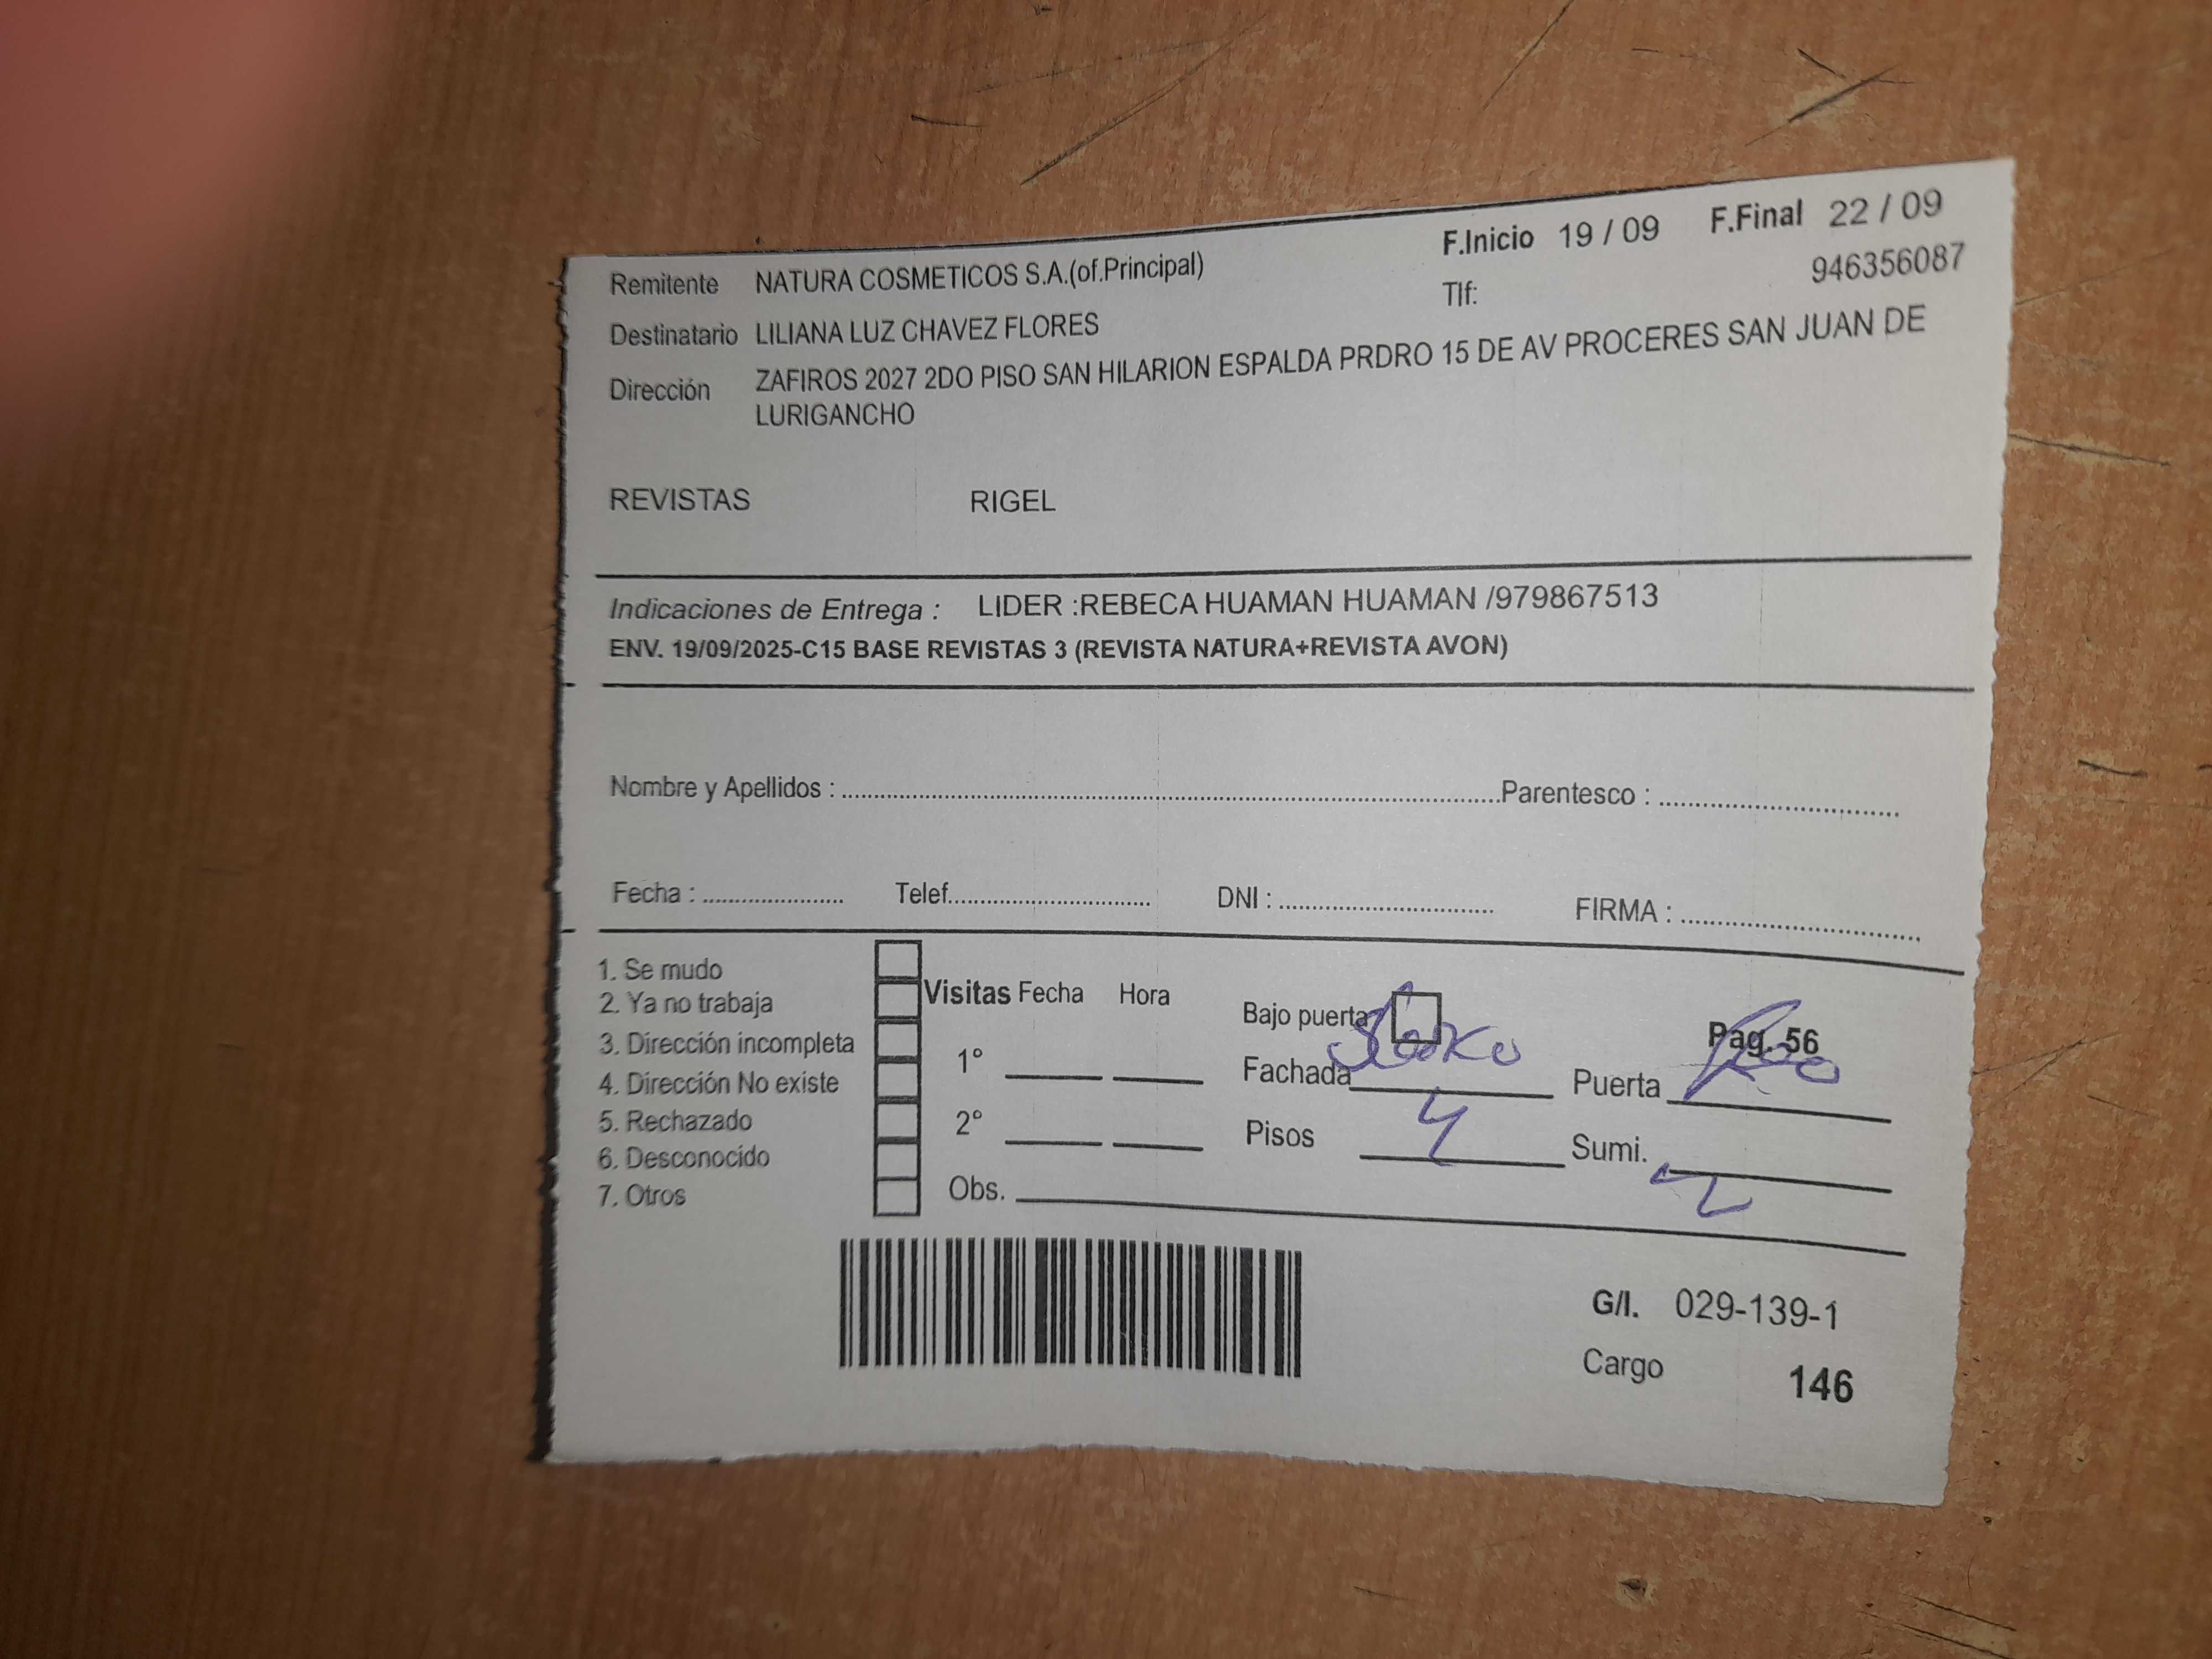 F.Inicio 19 / 09 F.Final 22 / 09
Remitente NATURA COSMETICOS S.A.(of.Principal)
Tlf: 946356087
Destinatario LILIANA LUZ CHAVEZ FLORES
Dirección ZAFIROS 2027 2DO PISO SAN HILARION ESPALDA PRDRO 15 DE AV PROCERES SAN JUAN DE
LURIGANCHO
REVISTAS RIGEL
Indicaciones de Entrega : LIDER :REBECA HUAMAN HUAMAN /979867513
ENV. 19/09/2025-C15 BASE REVISTAS 3 (REVISTA NATURA+REVISTA AVON)
Nombre y Apellidos : Parentesco :
Fecha : Telef. DNI : FIRMA :
1. Se mudo
2. Ya no trabaja
3. Dirección incompleta
4. Dirección No existe
5. Rechazado
6. Desconocido
7. Otros
Visitas Fecha Hora
1°
2°
Obs.
Bajo puerta
Pag. 56
Fachada Puerta
Pisos 4 Sumi.
G/I. 029-139-1
Cargo 146